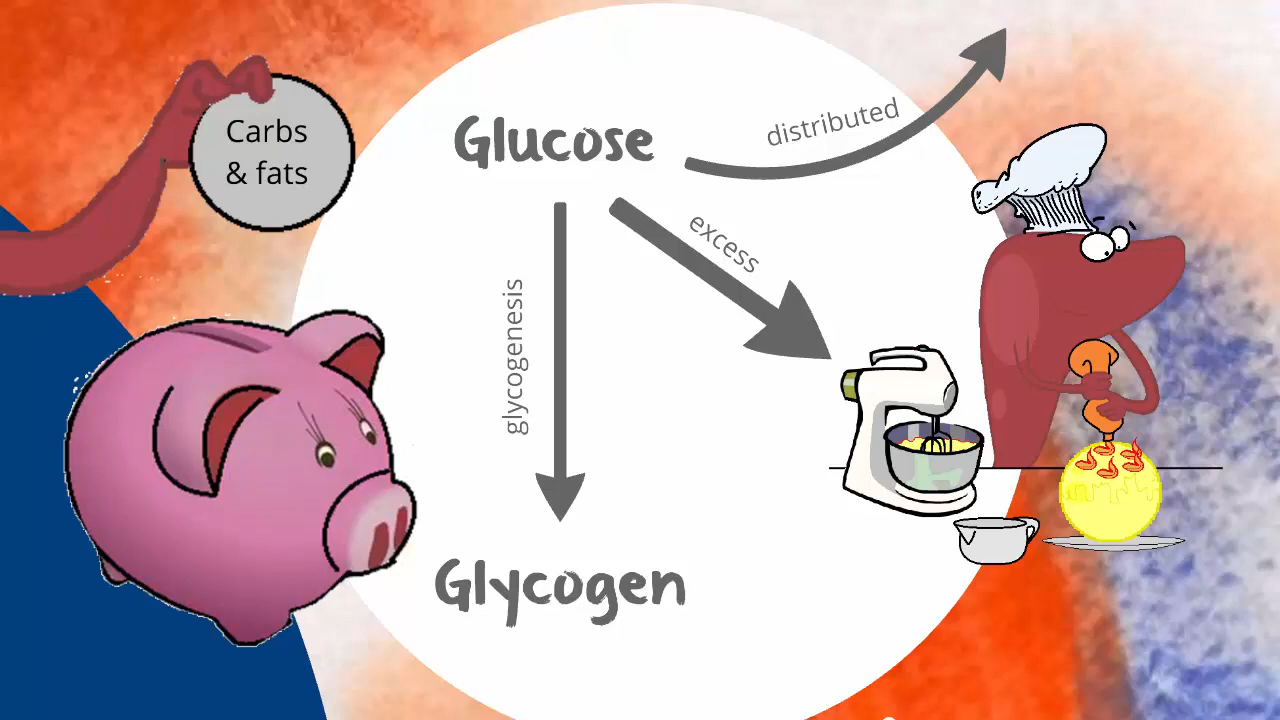 Carbs
& fats
Glucose
distributed
excess
glycogenesis
Glycogen